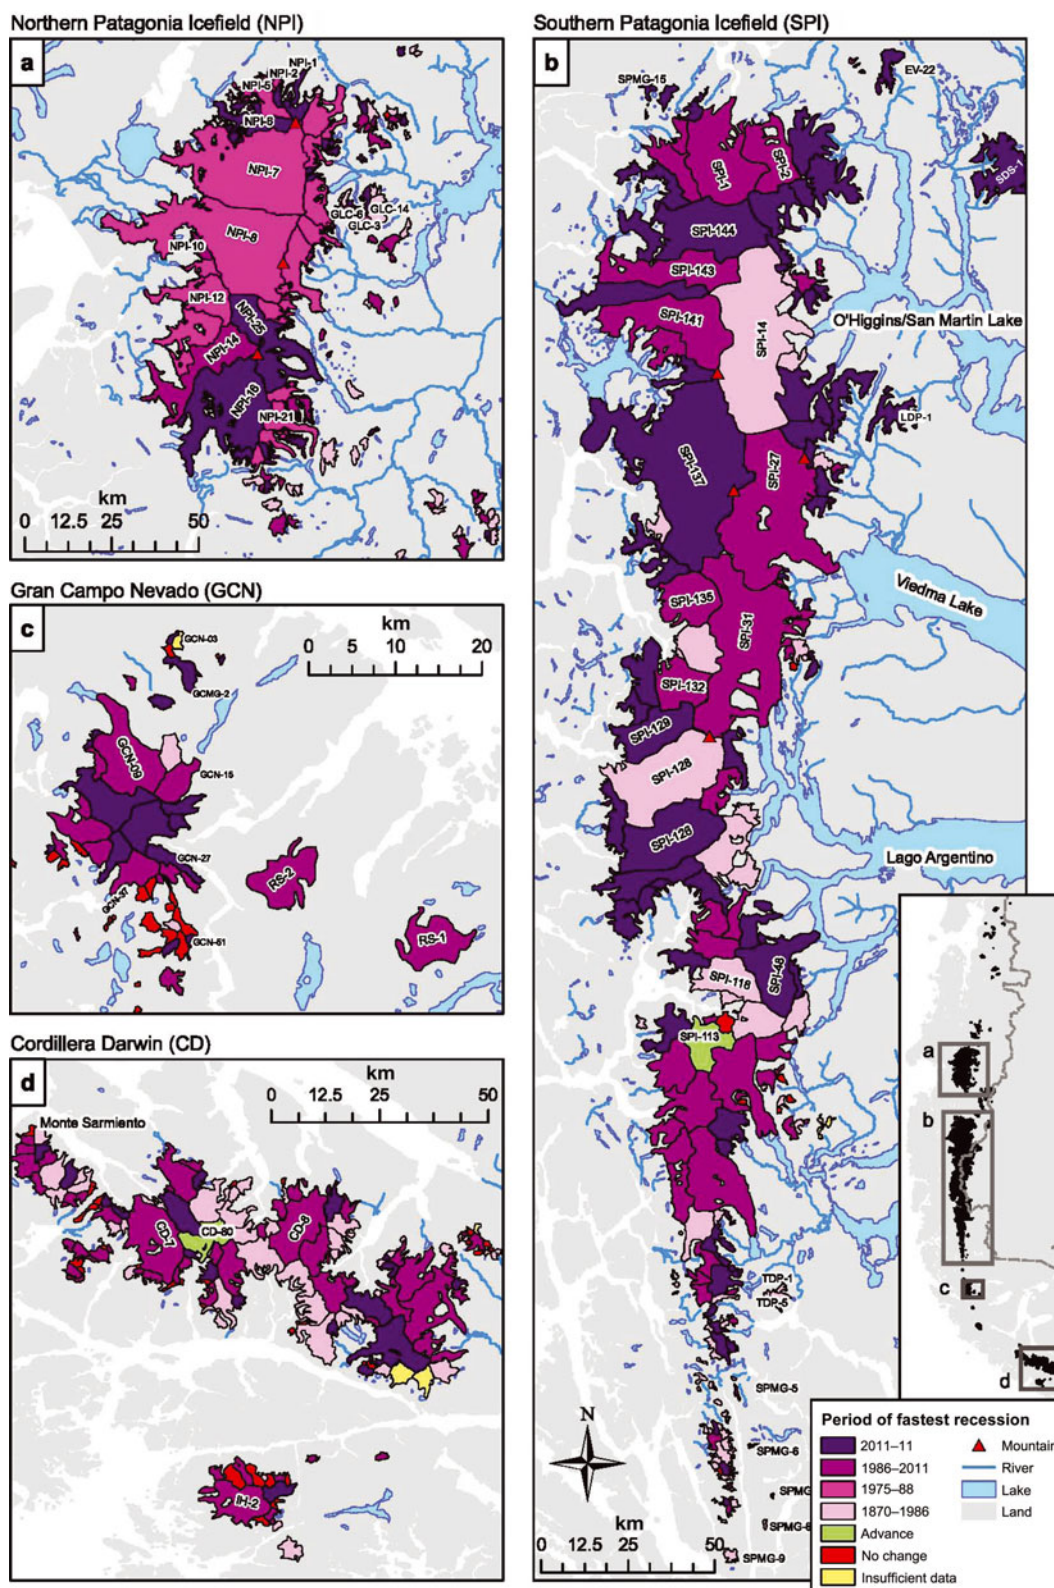 Northern Patagonia Icefield (NPI)
a
NPI-1
NPI-2
NPI-5
NPI-6
NPI-7
GLC-14
GLC-6
GLC-3
NPI-8
NPI-10
NPI-12
NPI-25
NPI-14
NPI-16
NPI-21
km
0 12.5 25 50
Gran Campo Nevado (GCN)
c
km
0 5 10 20
GCN-03
GCMG-2
GCN-09
GCN-15
GCN-27
GCN-37
GCN-51
RS-2
RS-1
Cordillera Darwin (CD)
d
km
0 12.5 25 50
Monte Sarmiento
CD-7
CD-80
CD-8
IH-2
Southern Patagonia Icefield (SPI)
b
SPMG-15
EV-22
SDS-1
SPI-1
SPI-2
SPI-144
SPI-143
SPI-141
SPI-14
O'Higgins/San Martin Lake
LDP-1
SPI-137
SPI-27
Viedma Lake
SPI-135
SPI-31
SPI-132
SPI-129
SPI-128
SPI-126
Lago Argentino
SPI-48
SPI-116
SPI-113
TDP-1
TDP-5
SPMG-5
SPMG-6
SPMG
SPMG-8
SPMG-9
N
km
0 12.5 25 50
a
b
c
d
Period of fastest recession
2011–11
1986–2011
1975–88
1870–1986
Advance
No change
Insufficient data
Mountain
River
Lake
Land